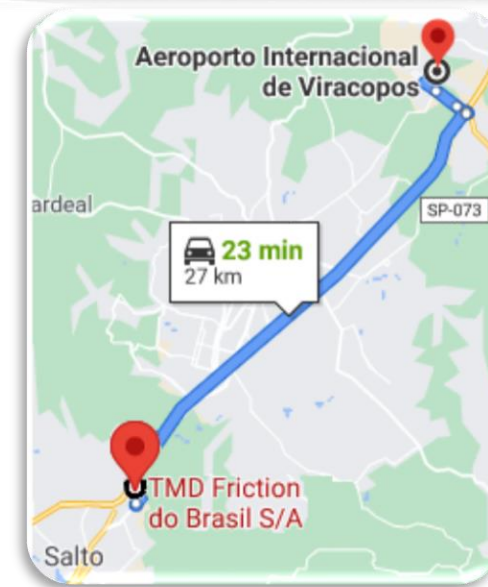 Aeroporto Internacional
de Viracopos
ardeal
SP-073
23 min
27 km
TMD Friction
do Brasil S/A
Salto